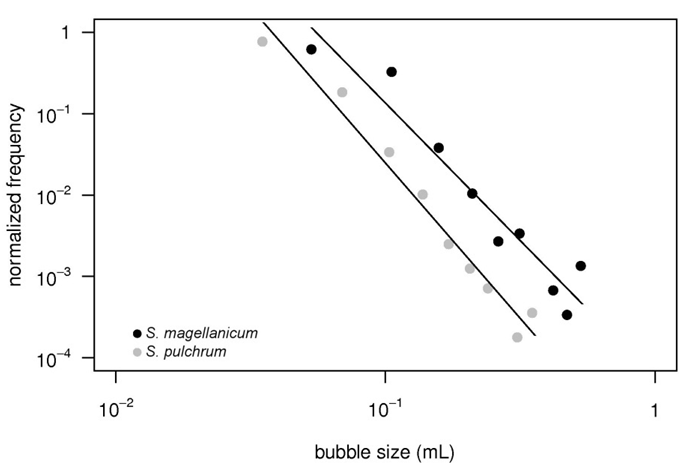 normalized frequency
1
10⁻¹
10⁻²
10⁻³
10⁻⁴
S. magellanicum
S. pulchrum
10⁻² 10⁻¹ 1
bubble size (mL)